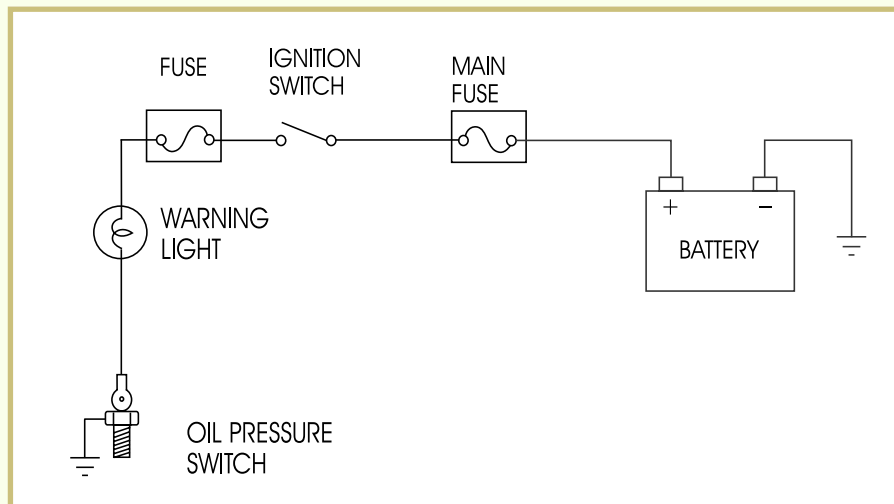 FUSE
IGNITION
SWITCH
MAIN
FUSE
WARNING
LIGHT
+
–
BATTERY
OIL PRESSURE
SWITCH